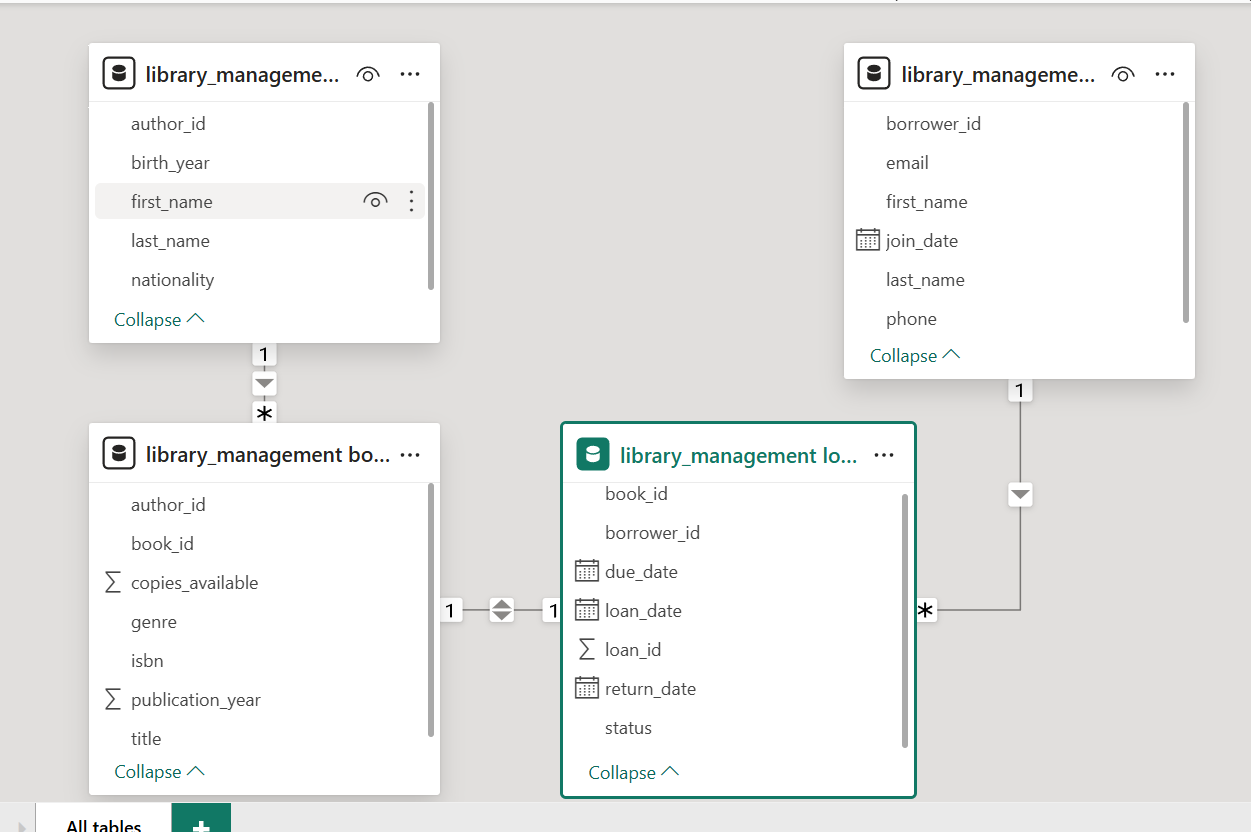 library_manageme...
author_id
birth_year
first_name
last_name
nationality
Collapse
1
*
library_manageme...
borrower_id
email
first_name
join_date
last_name
phone
Collapse
1
library_management bo...
author_id
book_id
∑ copies_available
genre
isbn
∑ publication_year
title
Collapse
1
1
library_management lo...
book_id
borrower_id
due_date
loan_date
∑ loan_id
return_date
status
Collapse
*
All tables
+